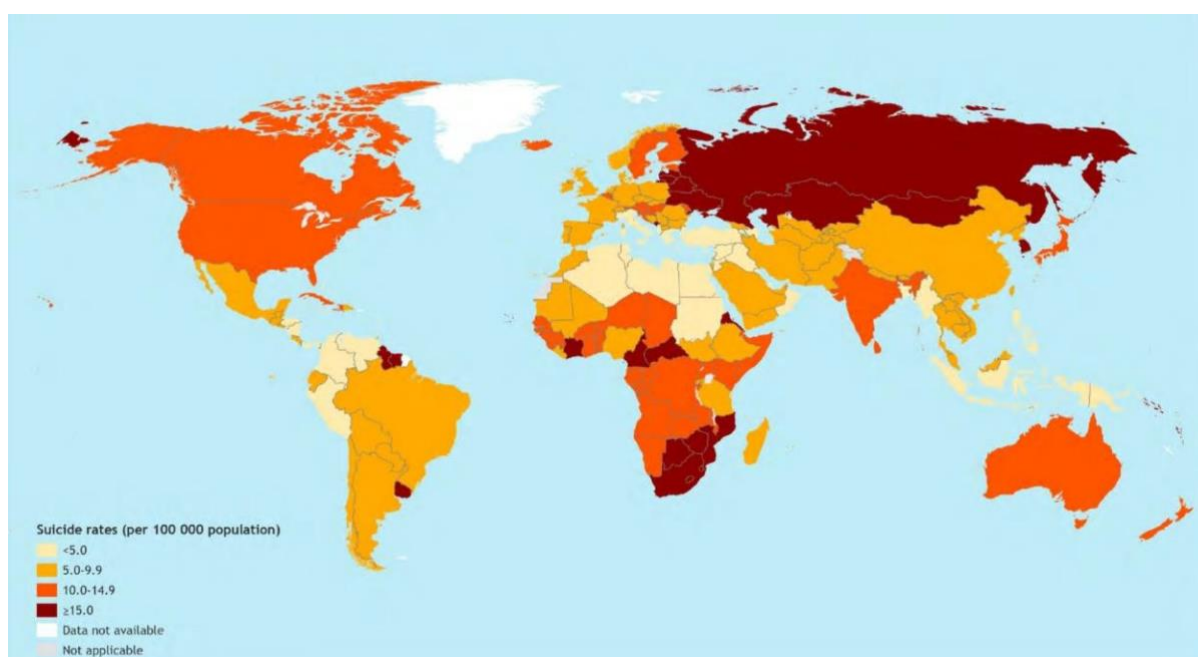 Suicide rates (per 100 000 population)
<5.0
5.0-9.9
10.0-14.9
≥15.0
Data not available
Not applicable